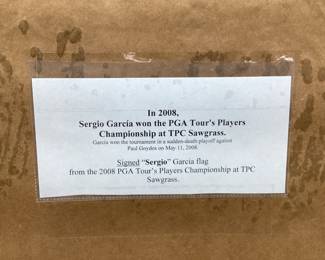 In 2008,
Sergio Garcia won the PGA Tour's Players
Championship at TPC Sawgrass.
Garcia won the tournament in a sudden-death playoff against
Paul Goydos on May 11, 2008
Signed "Sergio" Garcia flag
from the 2008 PGA Tour's Players Championship at TPC
Sawgrass.